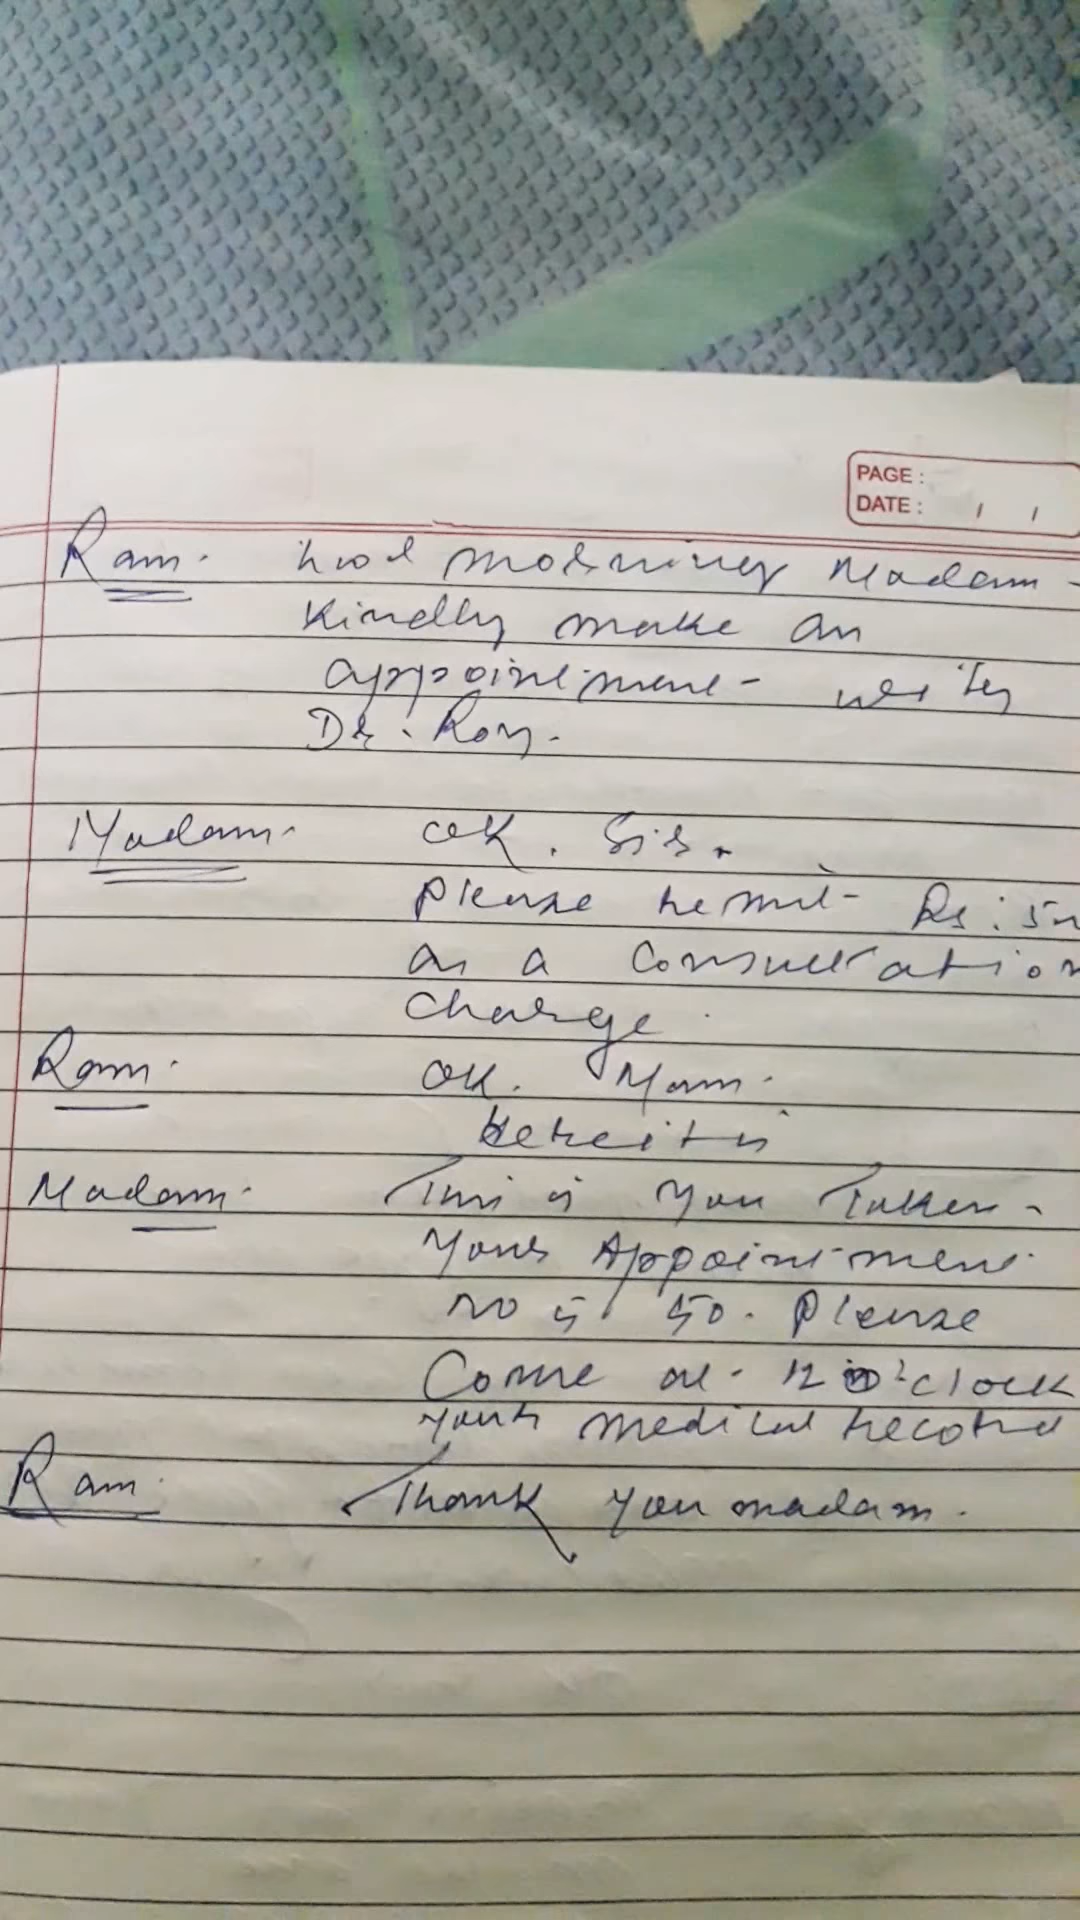 PAGE :
DATE : / /
Ram. Good morning Madam -
Kindly make an
appointment - with
Dr. Roy.
Madam. OK. Sir.
Please remit - Rs :
as a Consultation
Charge.
Ram. OK. Mam.
Here it is
Madam. This is you Token -
Your Appointment
no is 50. Please
Come at - 12 O'clock
your medical record
Ram. Thank you madam.